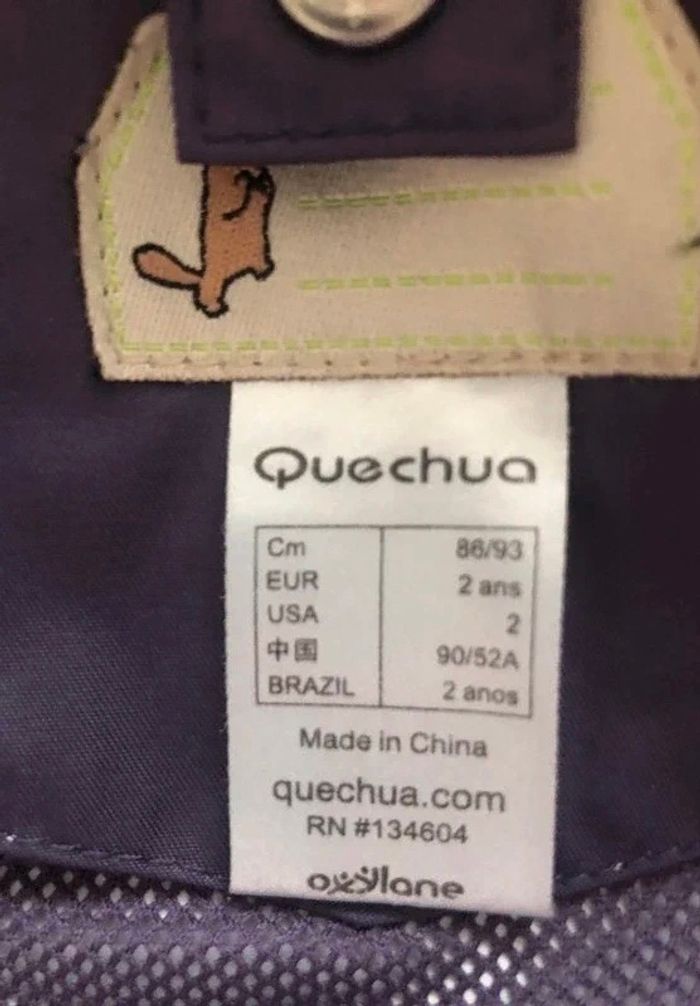 Quechua
Cm 86/93
EUR 2 ans
USA 2
中国 90/52A
BRAZIL 2 anos
Made in China
quechua.com
RN #134604
oxylane